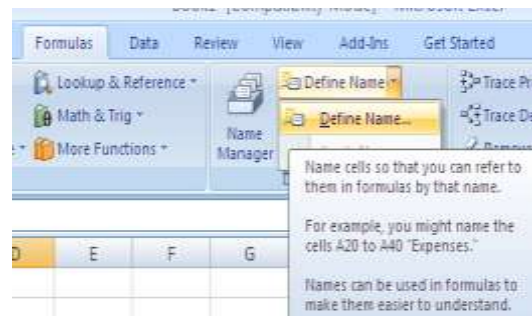 Formulas Data Review View Add-Ins Get Started
Lookup & Reference
Math & Trig
More Functions
Name
Manager
Define Name
Define Name...
Trace
Trace
Name cells so that you can refer to
them in formulas by that name.
For example, you might name the
cells A20 to A40 "Expenses."
Names can be used in formulas to
make them easier to understand.
D E F G